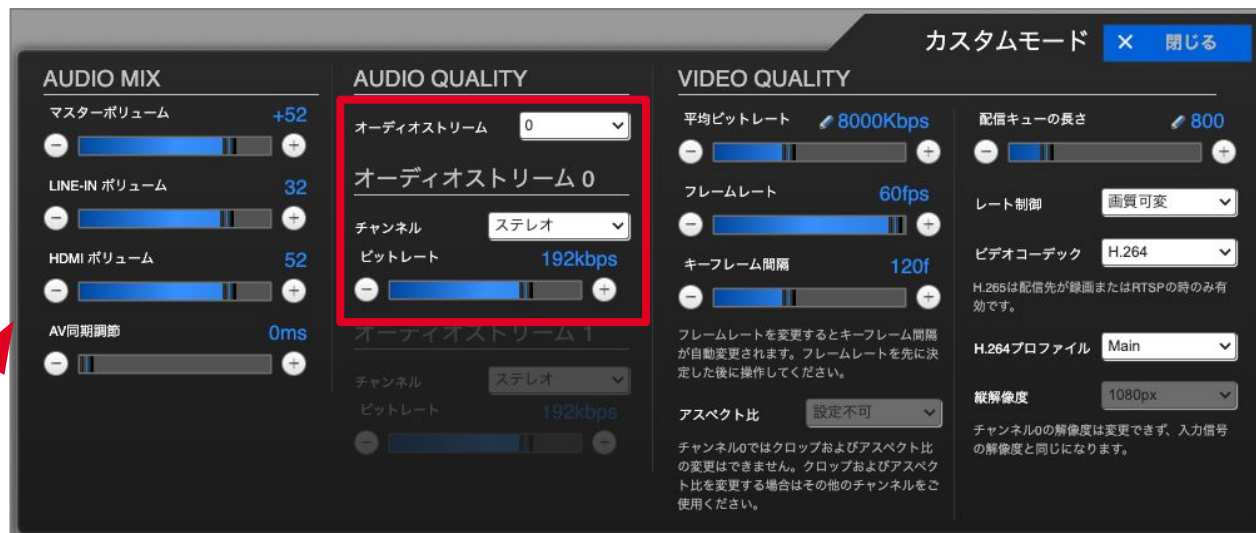 カスタムモード
× 閉じる
AUDIO MIX
マスターボリューム +52
LINE-IN ボリューム 32
HDMI ボリューム 52
AV同期調節 0ms
AUDIO QUALITY
オーディオストリーム 0
オーディオストリーム 0
チャンネル ステレオ
ビットレート 192kbps
オーディオストリーム 1
チャンネル ステレオ
ビットレート 192kbps
VIDEO QUALITY
平均ビットレート 8000Kbps
フレームレート 60fps
キーフレーム間隔 120f
フレームレートを変更するとキーフレーム間隔
が自動変更されます。フレームレートを先に決
定した後に操作してください。
アスペクト比 設定不可
チャンネル0ではクロップおよびアスペクト比
の変更はできません。クロップおよびアスペク
ト比を変更する場合はその他のチャンネルをご
使用ください。
配信キューの長さ 800
レート制御 画質可変
ビデオコーデック H.264
H.265は配信先が録画またはRTSPの時のみ有
効です。
H.264プロファイル Main
縦解像度 1080px
チャンネル0の解像度は変更できず、入力信号
の解像度と同じになります。